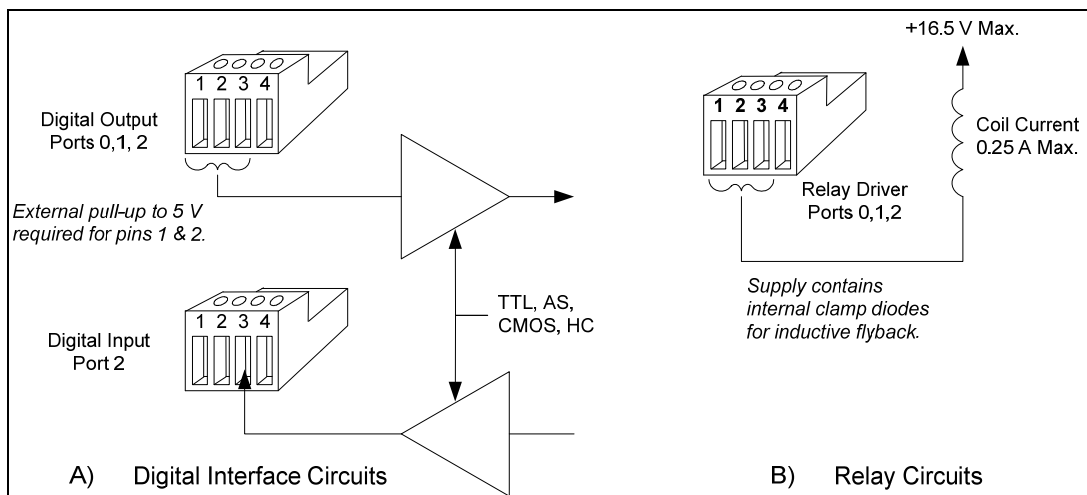 1 2 3 4
Digital Output
Ports 0,1, 2
External pull-up to 5 V
required for pins 1 & 2.
1 2 3 4
Digital Input
Port 2
TTL, AS,
CMOS, HC
A) Digital Interface Circuits
+16.5 V Max.
1 2 3 4
Coil Current
0.25 A Max.
Relay Driver
Ports 0,1,2
Supply contains
internal clamp diodes
for inductive flyback.
B) Relay Circuits